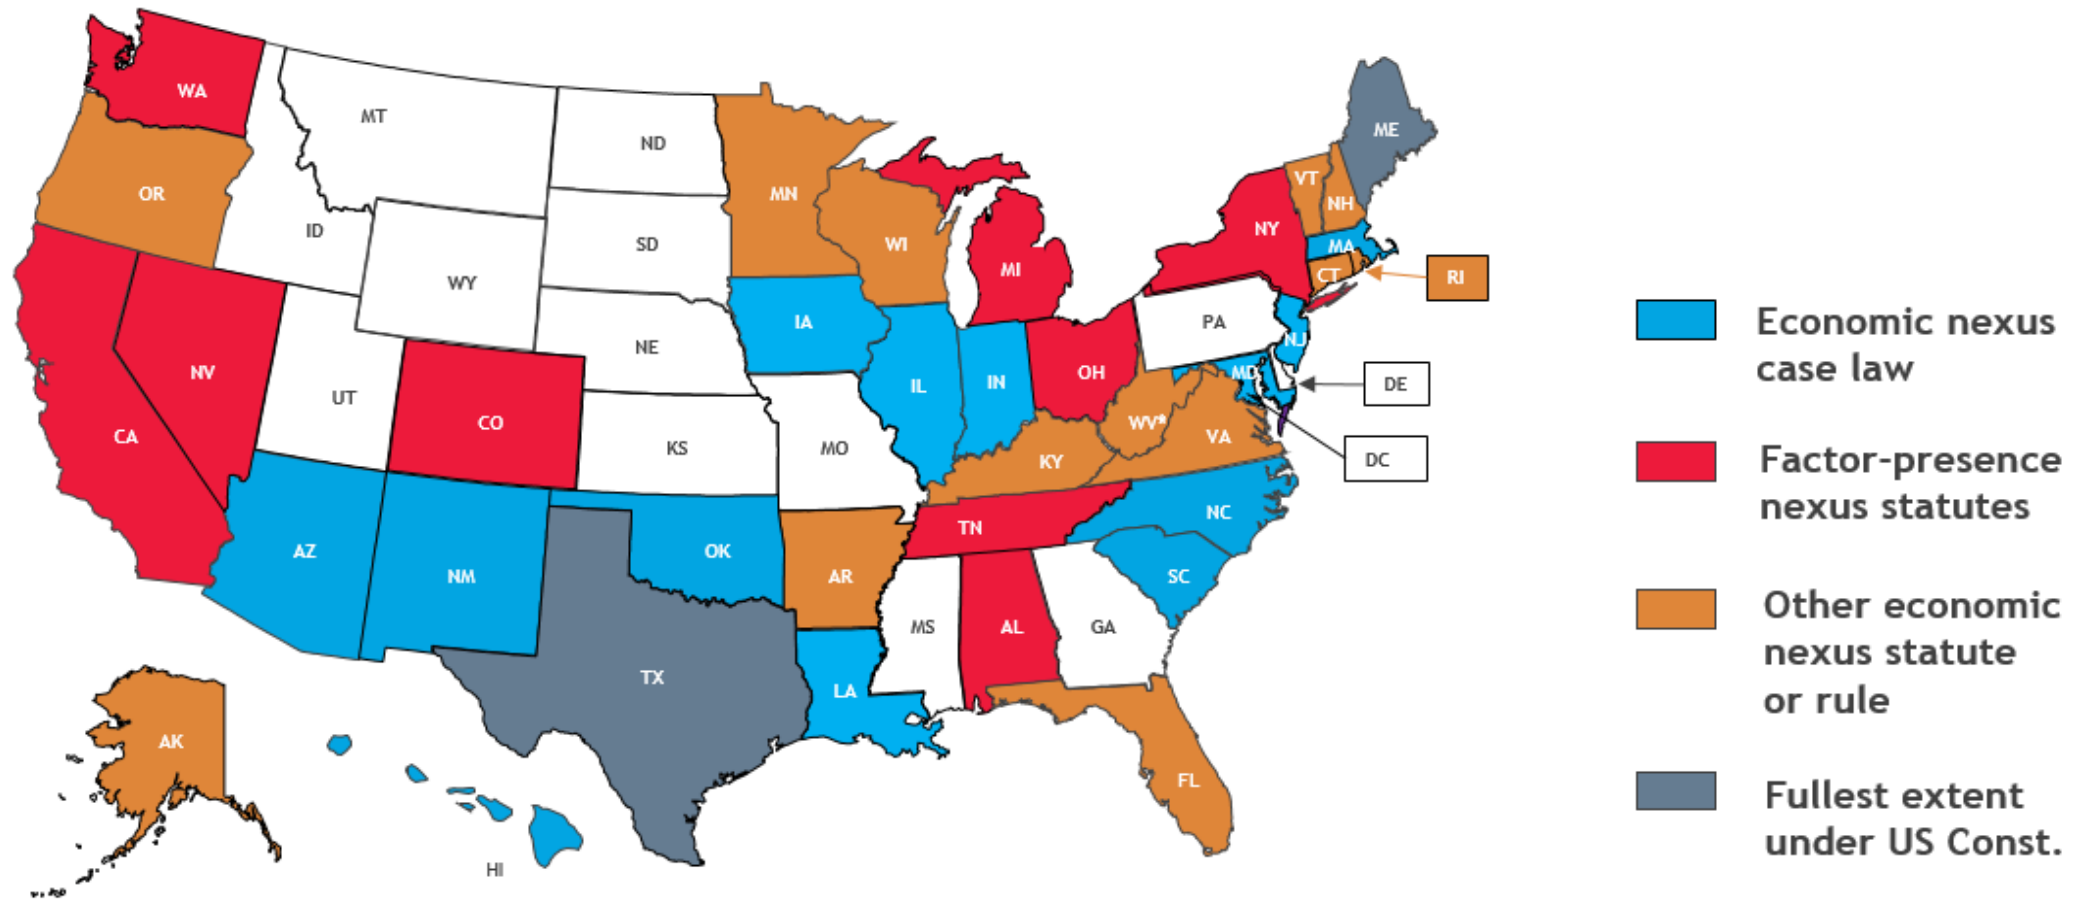 WA
MT
ND
ME
OR
MN
VT
NH
ID
SD
WI
NY
MA
MI
CT
RI
WY
IA
PA
NJ
NE
NV
UT
IL
IN
OH
MD
DE
CA
CO
KS
MO
KY
WV*
VA
DC
AZ
NM
OK
TN
NC
AR
SC
MS
AL
GA
TX
LA
AK
FL
HI
Economic nexus
case law
Factor-presence
nexus statutes
Other economic
nexus statute
or rule
Fullest extent
under US Const.